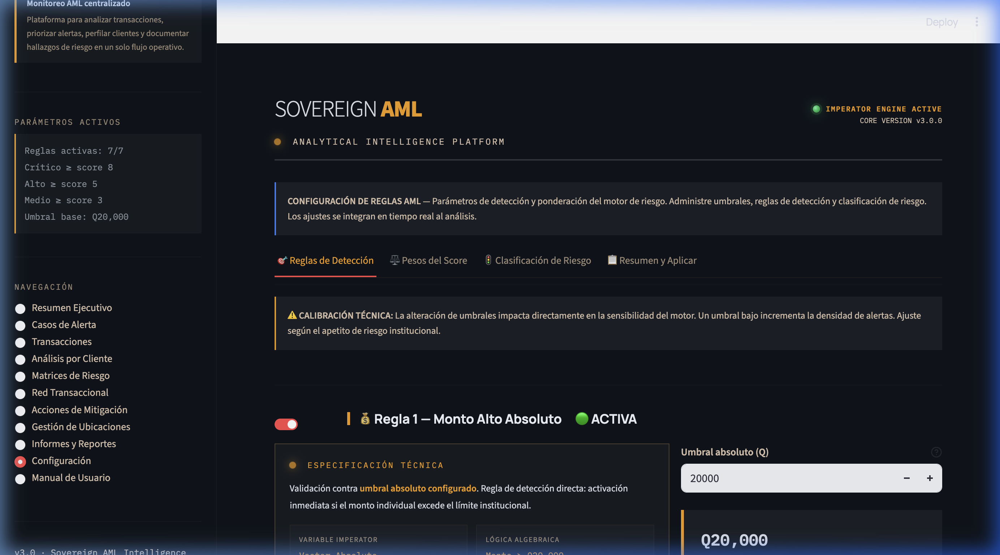 Monitoreo AML centralizado
Plataforma para analizar transacciones,
priorizar alertas, perfilar clientes y documentar
hallazgos de riesgo en un solo flujo operativo.
PARÁMETROS ACTIVOS
Reglas activas: 7/7
Crítico ≥ score 8
Alto ≥ score 5
Medio ≥ score 3
Umbral base: Q20,000
NAVEGACIÓN
Resumen Ejecutivo
Casos de Alerta
Transacciones
Análisis por Cliente
Matrices de Riesgo
Red Transaccional
Acciones de Mitigación
Gestión de Ubicaciones
Informes y Reportes
Configuración
Manual de Usuario
v3.0 · Sovereign AML Intelligence
Deploy
SOVEREIGN AML
IMPERATOR ENGINE ACTIVE
CORE VERSION v3.0.0
ANALYTICAL INTELLIGENCE PLATFORM
CONFIGURACIÓN DE REGLAS AML — Parámetros de detección y ponderación del motor de riesgo. Administre umbrales, reglas de detección y clasificación de riesgo.
Los ajustes se integran en tiempo real al análisis.
Reglas de Detección
Pesos del Score
Clasificación de Riesgo
Resumen y Aplicar
CALIBRACIÓN TÉCNICA: La alteración de umbrales impacta directamente en la sensibilidad del motor. Un umbral bajo incrementa la densidad de alertas. Ajuste
según el apetito de riesgo institucional.
Regla 1 — Monto Alto Absoluto ACTIVA
ESPECIFICACIÓN TÉCNICA
Validación contra umbral absoluto configurado. Regla de detección directa: activación
inmediata si el monto individual excede el límite institucional.
VARIABLE IMPERATOR
Vector Absoluto
LÓGICA ALGEBRAICA
Monto > Q20,000
Umbral absoluto (Q)
20000
Q20,000